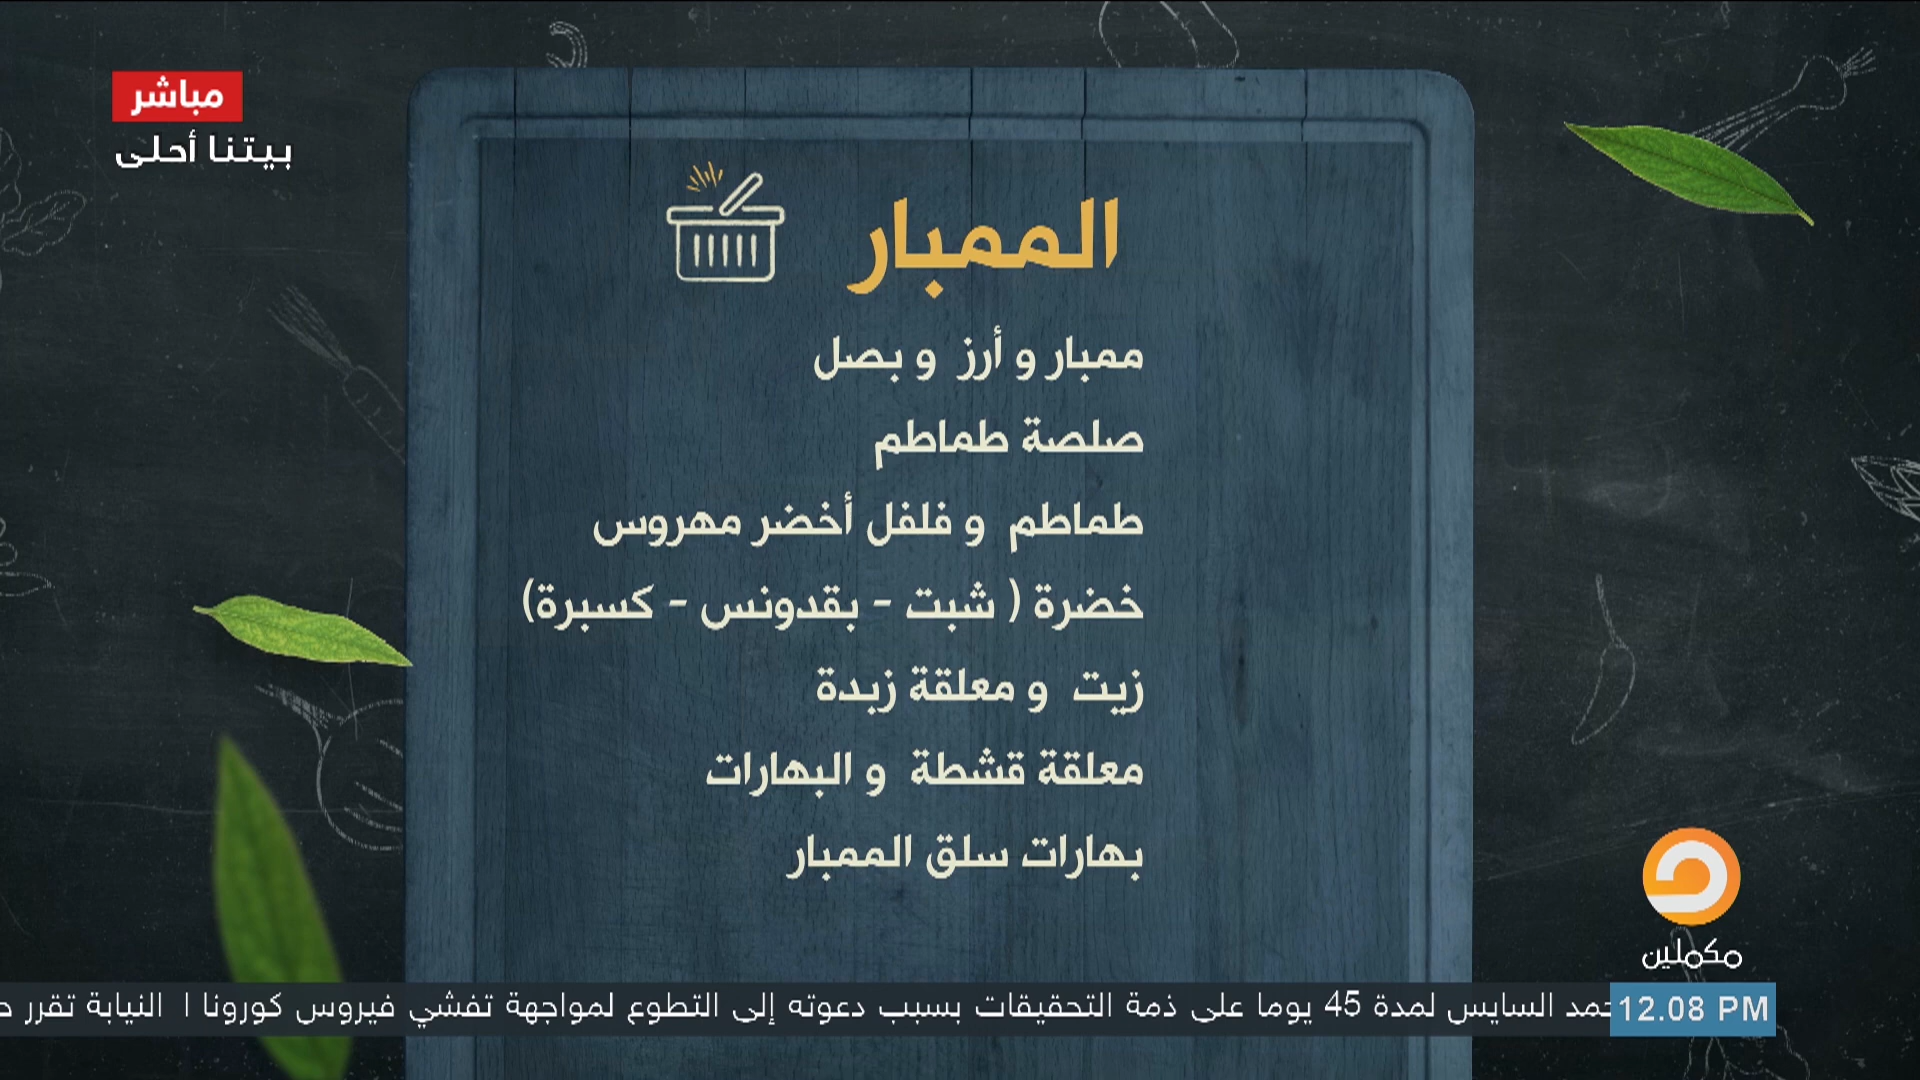 مباشر
بيتنا أحلى
الممبار
ممبار و أرز و بصل
صلصة طماطم
طماطم و فلفل أخضر مهروس
خضرة ( شبت - بقدونس - كسبرة)
زيت و معلقة زبدة
معلقة قشطة و البهارات
بهارات سلق الممبار
مكملين
السايس لمدة 45 يوما على ذمة التحقيقات بسبب دعوته إلى التطوع لمواجهة تفشي فيروس كورونا ا النيابة تقرر
12.08 PM